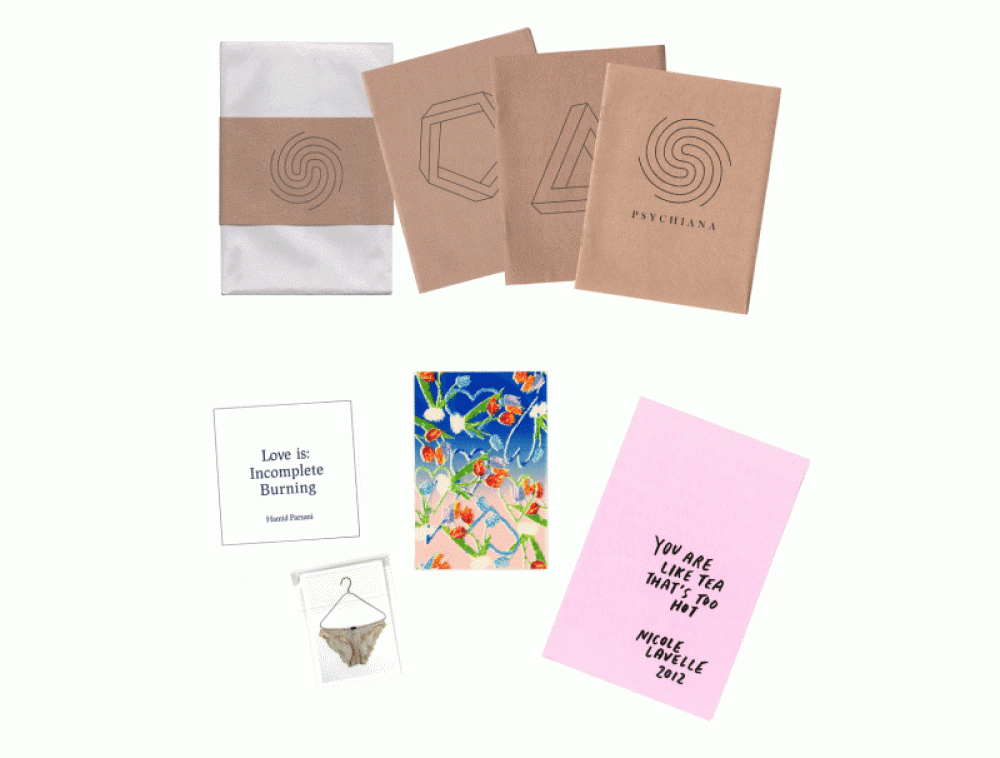 PSYCHIANA
Love is:
Incomplete
Burning
Hamid Parsani
YOU ARE
LIKE TEA
THAT'S TOO
HOT
NICOLE
LAVELLE
2012